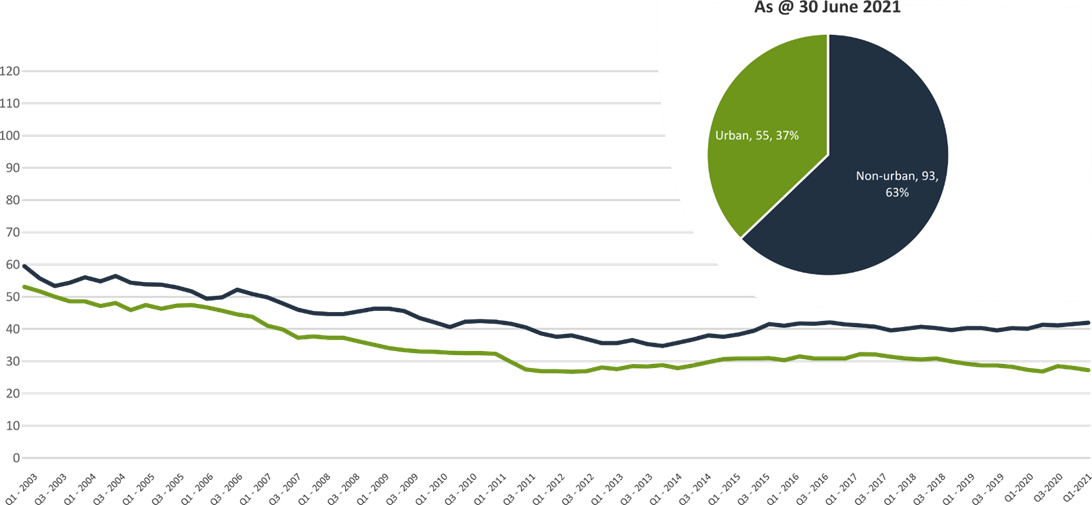 As @ 30 June 2021
120
110
100
90
80
70
60
50
40
30
20
10
0
Urban, 55, 37%
Non-urban, 93,
63%
Q1 - 2003
Q3 - 2003
Q1 - 2004
Q3 - 2004
Q1 - 2005
Q3 - 2005
Q1 - 2006
Q3 - 2006
Q1 - 2007
Q3 - 2007
Q1 - 2008
Q3 - 2008
Q1 - 2009
Q3 - 2009
Q1 - 2010
Q3 - 2010
Q1 - 2011
Q3 - 2011
Q1 - 2012
Q3 - 2012
Q1 - 2013
Q3 - 2013
Q1 - 2014
Q3 - 2014
Q1 - 2015
Q3 - 2015
Q1 - 2016
Q3 - 2016
Q1 - 2017
Q3 - 2017
Q1 - 2018
Q3 - 2018
Q1 - 2019
Q3 - 2019
Q1 - 2020
Q3 - 2020
Q1 - 2021